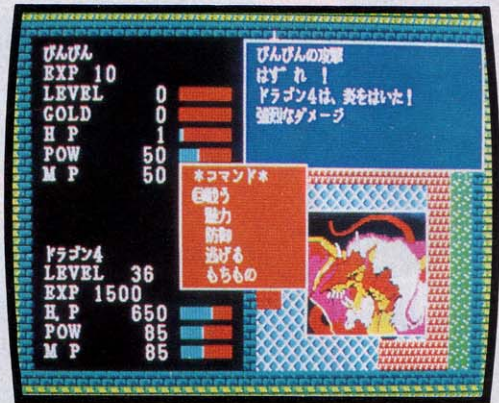 ぴんぴん
EXP 10
LEVEL 0
GOLD 0
H P 1
POW 50
M P 50
ドラゴン4
LEVEL 36
EXP 1500
H,P 650
POW 85
M P 85
ぴんぴんの攻撃
はず れ !
ドラゴン4は、炎をはいた!
強烈なダメージ
*コマンド*
戦う
魅力
防御
逃げる
もちもの